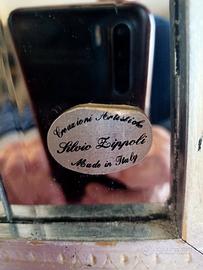 Creazioni Artistiche
Silvio Zippoli
Made in Italy